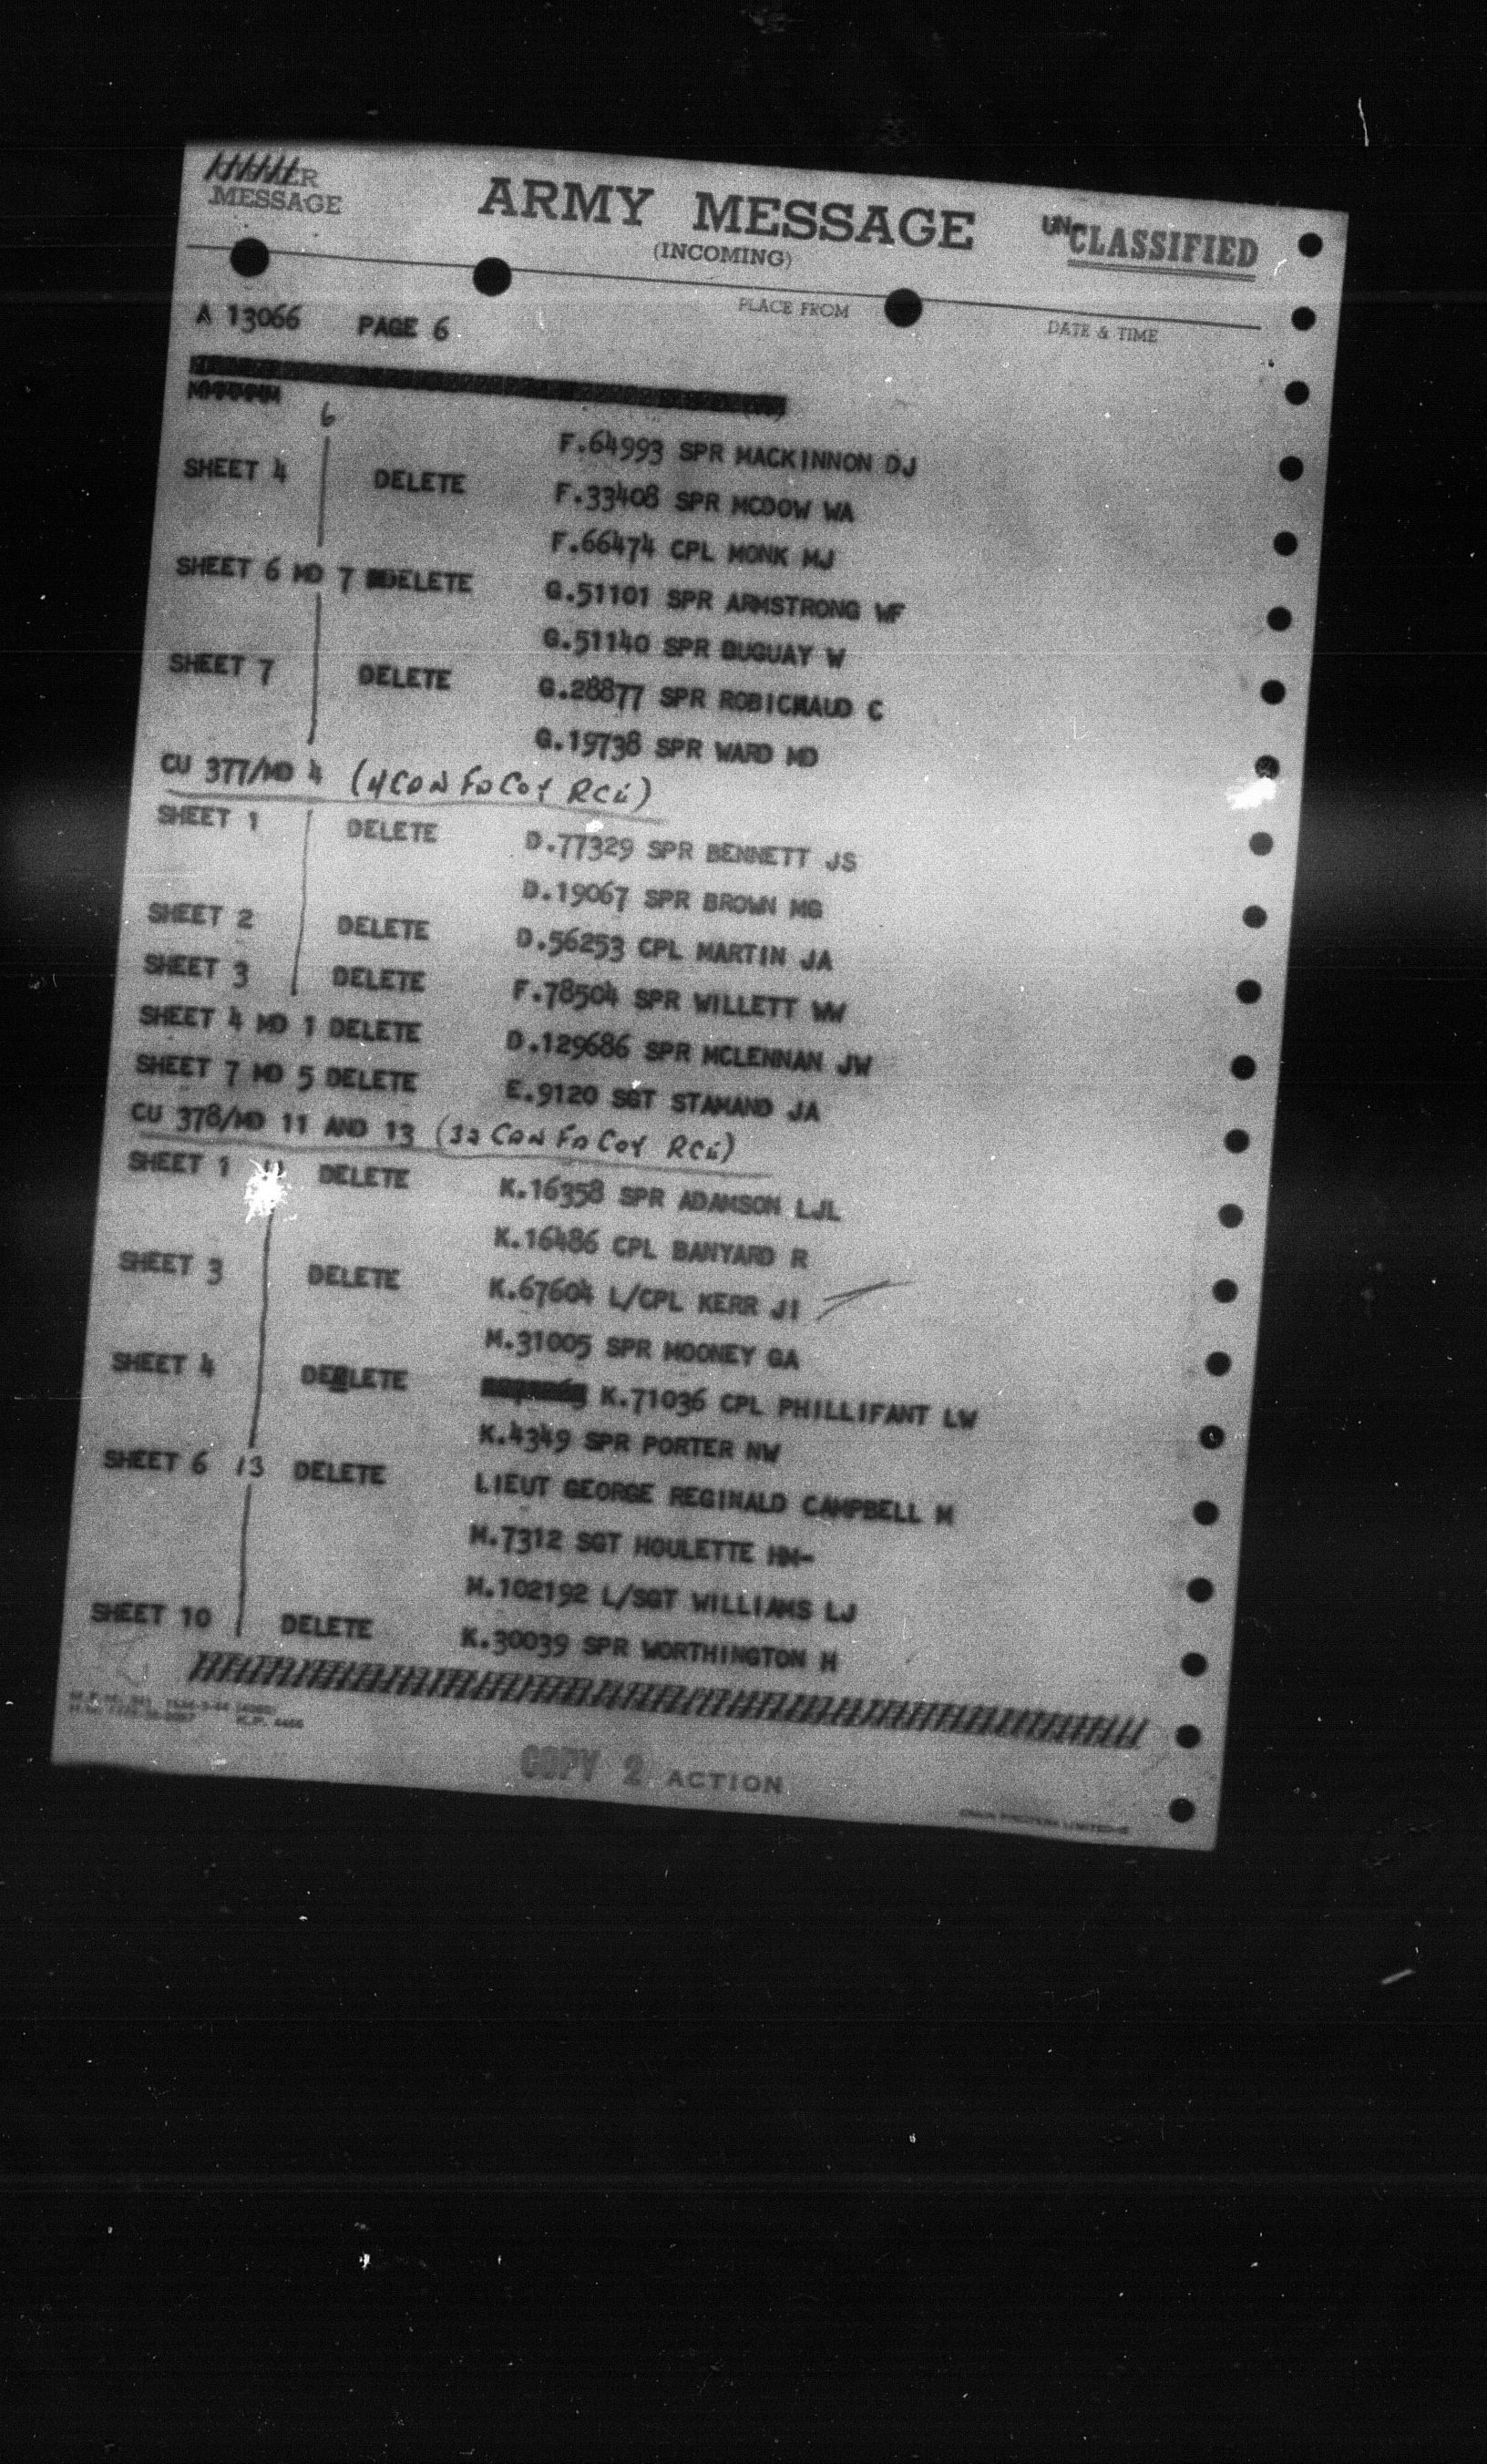 MESSAGE
ARMY MESSAGE
(INCOMING)
UNCLASSIFIED
PLACE FROM
DATE & TIME
A 13066 PAGE 6
6
F.64993 SPR MACKINNON DJ
SHEET 4 DELETE F.33408 SPR MCDOW WA
F.66474 CPL MONK MJ
SHEET 6 MD 7 DELETE G.51101 SPR ARMSTRONG WF
G.51140 SPR BUGUAY W
SHEET 7 DELETE G.28877 SPR ROBICHAUD C
G.19738 SPR WARD MD
CU 377/MD 4 (4 CDN FD COY RCE)
SHEET 1 DELETE D.77329 SPR BENNETT JS
D.19067 SPR BROWN MG
SHEET 2 DELETE D.56253 CPL MARTIN JA
SHEET 3 DELETE F.78504 SPR WILLETT WW
SHEET 4 MD 1 DELETE D.129686 SPR MCLENNAN JW
SHEET 7 MD 5 DELETE E.9120 SGT STAMAND JA
CU 378/MD 11 AND 13 (32 CDN FD COY RCE)
SHEET 1 11 DELETE K.16358 SPR ADAMSON LJL
K.16486 CPL BANYARD R
SHEET 3 DELETE K.67604 L/CPL KERR JI
M.31005 SPR MOONEY GA
SHEET 4 DELETE K.71036 CPL PHILLIFANT LW
K.4349 SPR PORTER NW
SHEET 6 13 DELETE LIEUT GEORGE REGINALD CAMPBELL M
M.7312 SGT HOULETTE HM-
M.102192 L/SGT WILLIAMS LJ
SHEET 10 DELETE K.30039 SPR WORTHINGTON H
COPY 2 ACTION